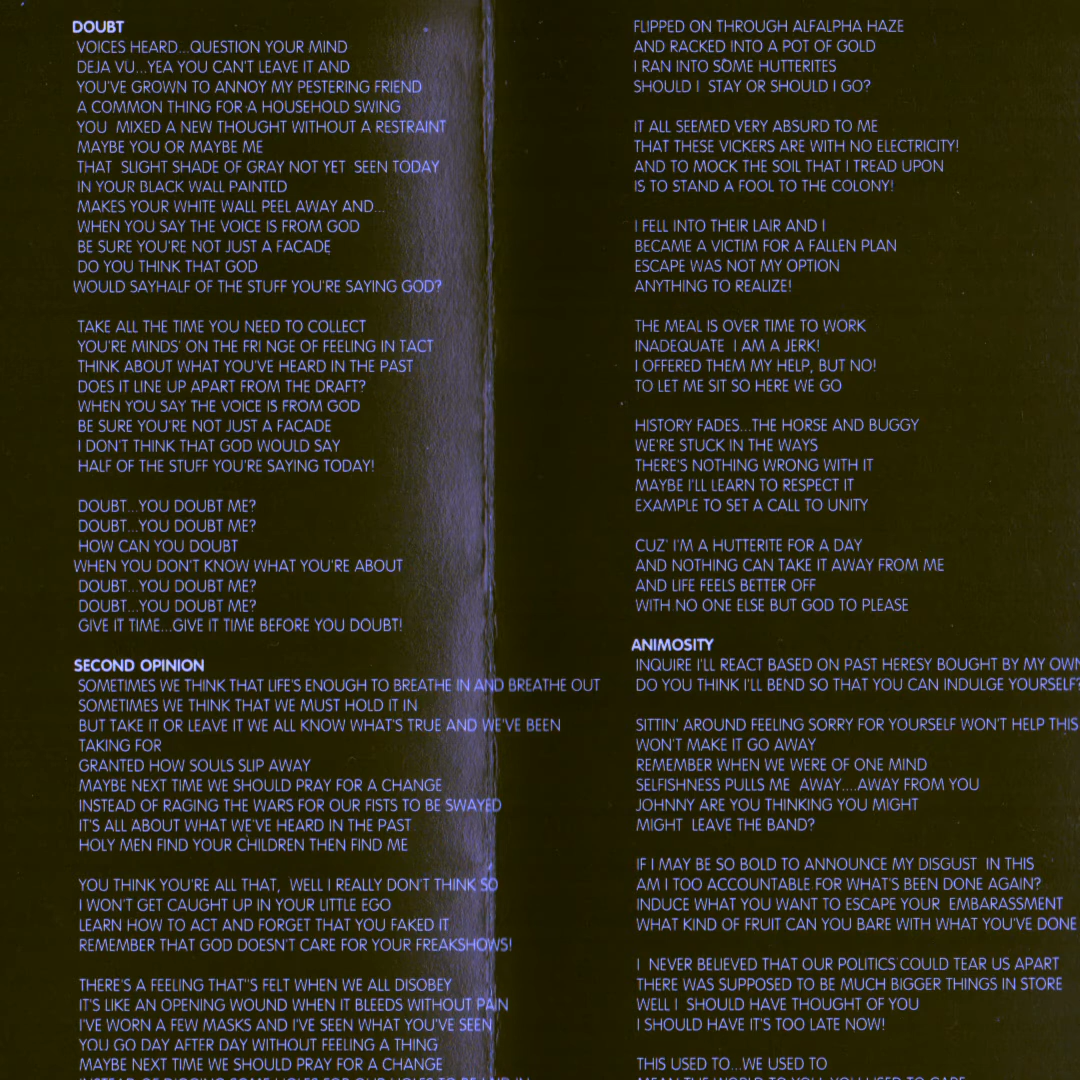 DOUBT
VOICES HEARD...QUESTION YOUR MIND
DEJA VU...YEA YOU CAN'T LEAVE IT AND
YOU'VE GROWN TO ANNOY MY PESTERING FRIEND
A COMMON THING FOR A HOUSEHOLD SWING
YOU MIXED A NEW THOUGHT WITHOUT A RESTRAINT
MAYBE YOU OR MAYBE ME
THAT SLIGHT SHADE OF GRAY NOT YET SEEN TODAY
IN YOUR BLACK WALL PAINTED
MAKES YOUR WHITE WALL PEEL AWAY AND...
WHEN YOU SAY THE VOICE IS FROM GOD
BE SURE YOU'RE NOT JUST A FACADE
DO YOU THINK THAT GOD
WOULD SAYHALF OF THE STUFF YOU'RE SAYING GOD?

TAKE ALL THE TIME YOU NEED TO COLLECT
YOU'RE MINDS' ON THE FRI NGE OF FEELING IN TACT
THINK ABOUT WHAT YOU'VE HEARD IN THE PAST
DOES IT LINE UP APART FROM THE DRAFT?
WHEN YOU SAY THE VOICE IS FROM GOD
BE SURE YOU'RE NOT JUST A FACADE
I DON'T THINK THAT GOD WOULD SAY
HALF OF THE STUFF YOU'RE SAYING TODAY!

DOUBT...YOU DOUBT ME?
DOUBT...YOU DOUBT ME?
HOW CAN YOU DOUBT
WHEN YOU DON'T KNOW WHAT YOU'RE ABOUT
DOUBT...YOU DOUBT ME?
DOUBT...YOU DOUBT ME?
GIVE IT TIME...GIVE IT TIME BEFORE YOU DOUBT!

SECOND OPINION
SOMETIMES WE THINK THAT LIFE'S ENOUGH TO BREATHE IN AND BREATHE OUT
SOMETIMES WE THINK THAT WE MUST HOLD IT IN
BUT TAKE IT OR LEAVE IT WE ALL KNOW WHAT'S TRUE AND WE'VE BEEN
TAKING FOR
GRANTED HOW SOULS SLIP AWAY
MAYBE NEXT TIME WE SHOULD PRAY FOR A CHANGE
INSTEAD OF RAGING THE WARS FOR OUR FISTS TO BE SWAYED
IT'S ALL ABOUT WHAT WE'VE HEARD IN THE PAST
HOLY MEN FIND YOUR CHILDREN THEN FIND ME

YOU THINK YOU'RE ALL THAT, WELL I REALLY DON'T THINK SO
I WON'T GET CAUGHT UP IN YOUR LITTLE EGO
LEARN HOW TO ACT AND FORGET THAT YOU FAKED IT
REMEMBER THAT GOD DOESN'T CARE FOR YOUR FREAKSHOWS!

THERE'S A FEELING THAT"S FELT WHEN WE ALL DISOBEY
IT'S LIKE AN OPENING WOUND WHEN IT BLEEDS WITHOUT PAIN
I'VE WORN A FEW MASKS AND I'VE SEEN WHAT YOU'VE SEEN
YOU GO DAY AFTER DAY WITHOUT FEELING A THING
MAYBE NEXT TIME WE SHOULD PRAY FOR A CHANGE
INSTEAD OF DIGGING SOME HOLES FOR OUR HOLES TO BE LAID IN

FLIPPED ON THROUGH ALFALPHA HAZE
AND RACKED INTO A POT OF GOLD
I RAN INTO SOME HUTTERITES
SHOULD I STAY OR SHOULD I GO?

IT ALL SEEMED VERY ABSURD TO ME
THAT THESE VICKERS ARE WITH NO ELECTRICITY!
AND TO MOCK THE SOIL THAT I TREAD UPON
IS TO STAND A FOOL TO THE COLONY!

I FELL INTO THEIR LAIR AND I
BECAME A VICTIM FOR A FALLEN PLAN
ESCAPE WAS NOT MY OPTION
ANYTHING TO REALIZE!

THE MEAL IS OVER TIME TO WORK
INADEQUATE I AM A JERK!
I OFFERED THEM MY HELP, BUT NO!
TO LET ME SIT SO HERE WE GO

HISTORY FADES...THE HORSE AND BUGGY
WE'RE STUCK IN THE WAYS
THERE'S NOTHING WRONG WITH IT
MAYBE I'LL LEARN TO RESPECT IT
EXAMPLE TO SET A CALL TO UNITY

CUZ' I'M A HUTTERITE FOR A DAY
AND NOTHING CAN TAKE IT AWAY FROM ME
AND LIFE FEELS BETTER OFF
WITH NO ONE ELSE BUT GOD TO PLEASE

ANIMOSITY
INQUIRE I'LL REACT BASED ON PAST HERESY BOUGHT BY MY OWN
DO YOU THINK I'LL BEND SO THAT YOU CAN INDULGE YOURSELF?

SITTIN' AROUND FEELING SORRY FOR YOURSELF WON'T HELP THIS
WON'T MAKE IT GO AWAY
REMEMBER WHEN WE WERE OF ONE MIND
SELFISHNESS PULLS ME AWAY....AWAY FROM YOU
JOHNNY ARE YOU THINKING YOU MIGHT
MIGHT LEAVE THE BAND?

IF I MAY BE SO BOLD TO ANNOUNCE MY DISGUST IN THIS
AM I TOO ACCOUNTABLE FOR WHAT'S BEEN DONE AGAIN?
INDUCE WHAT YOU WANT TO ESCAPE YOUR EMBARASSMENT
WHAT KIND OF FRUIT CAN YOU BARE WITH WHAT YOU'VE DONE

I NEVER BELIEVED THAT OUR POLITICS COULD TEAR US APART
THERE WAS SUPPOSED TO BE MUCH BIGGER THINGS IN STORE
WELL I SHOULD HAVE THOUGHT OF YOU
I SHOULD HAVE IT'S TOO LATE NOW!

THIS USED TO...WE USED TO
MEAN THE WORLD TO YOU, YOU USED TO CARE